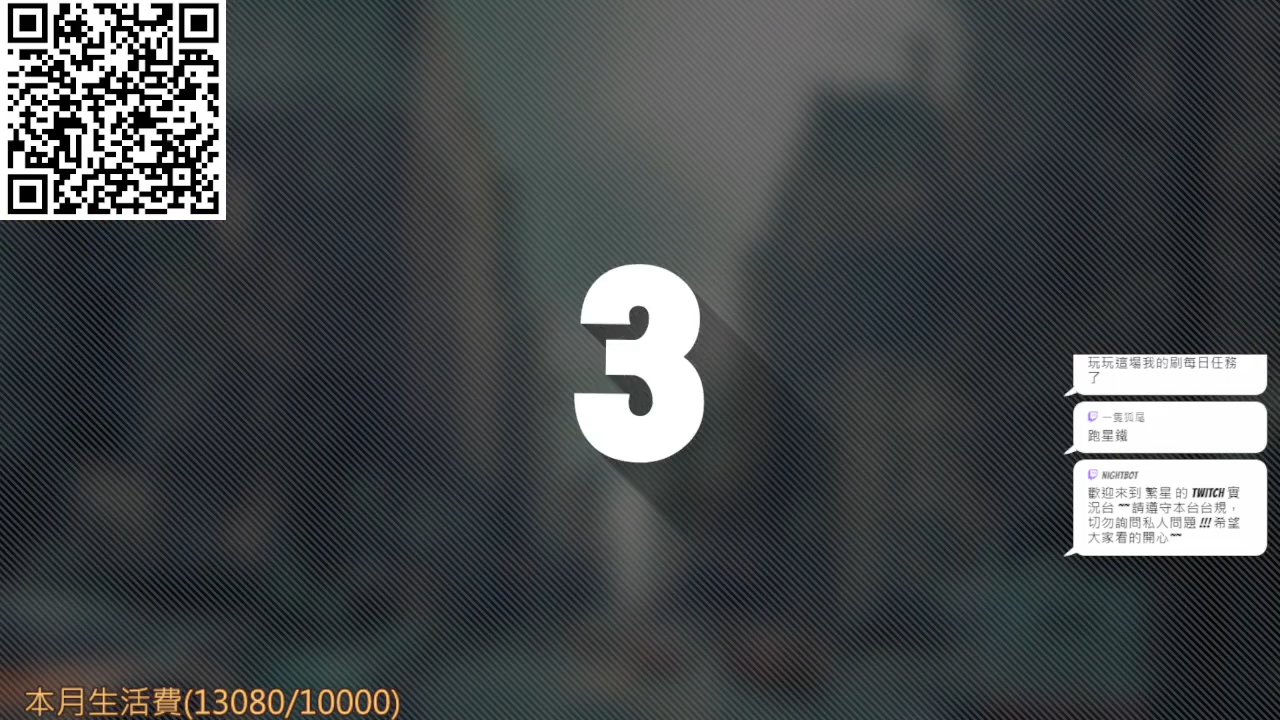 3
玩玩這場我的刷每日任務
了
一隻狐尾
跑星鐵
NIGHTBOT
歡迎來到 繁星 的 TWITCH 實
況台 ~~ 請遵守本台台規，
切勿詢問私人問題 !!! 希望
大家看的開心~~
本月生活費(13080/10000)